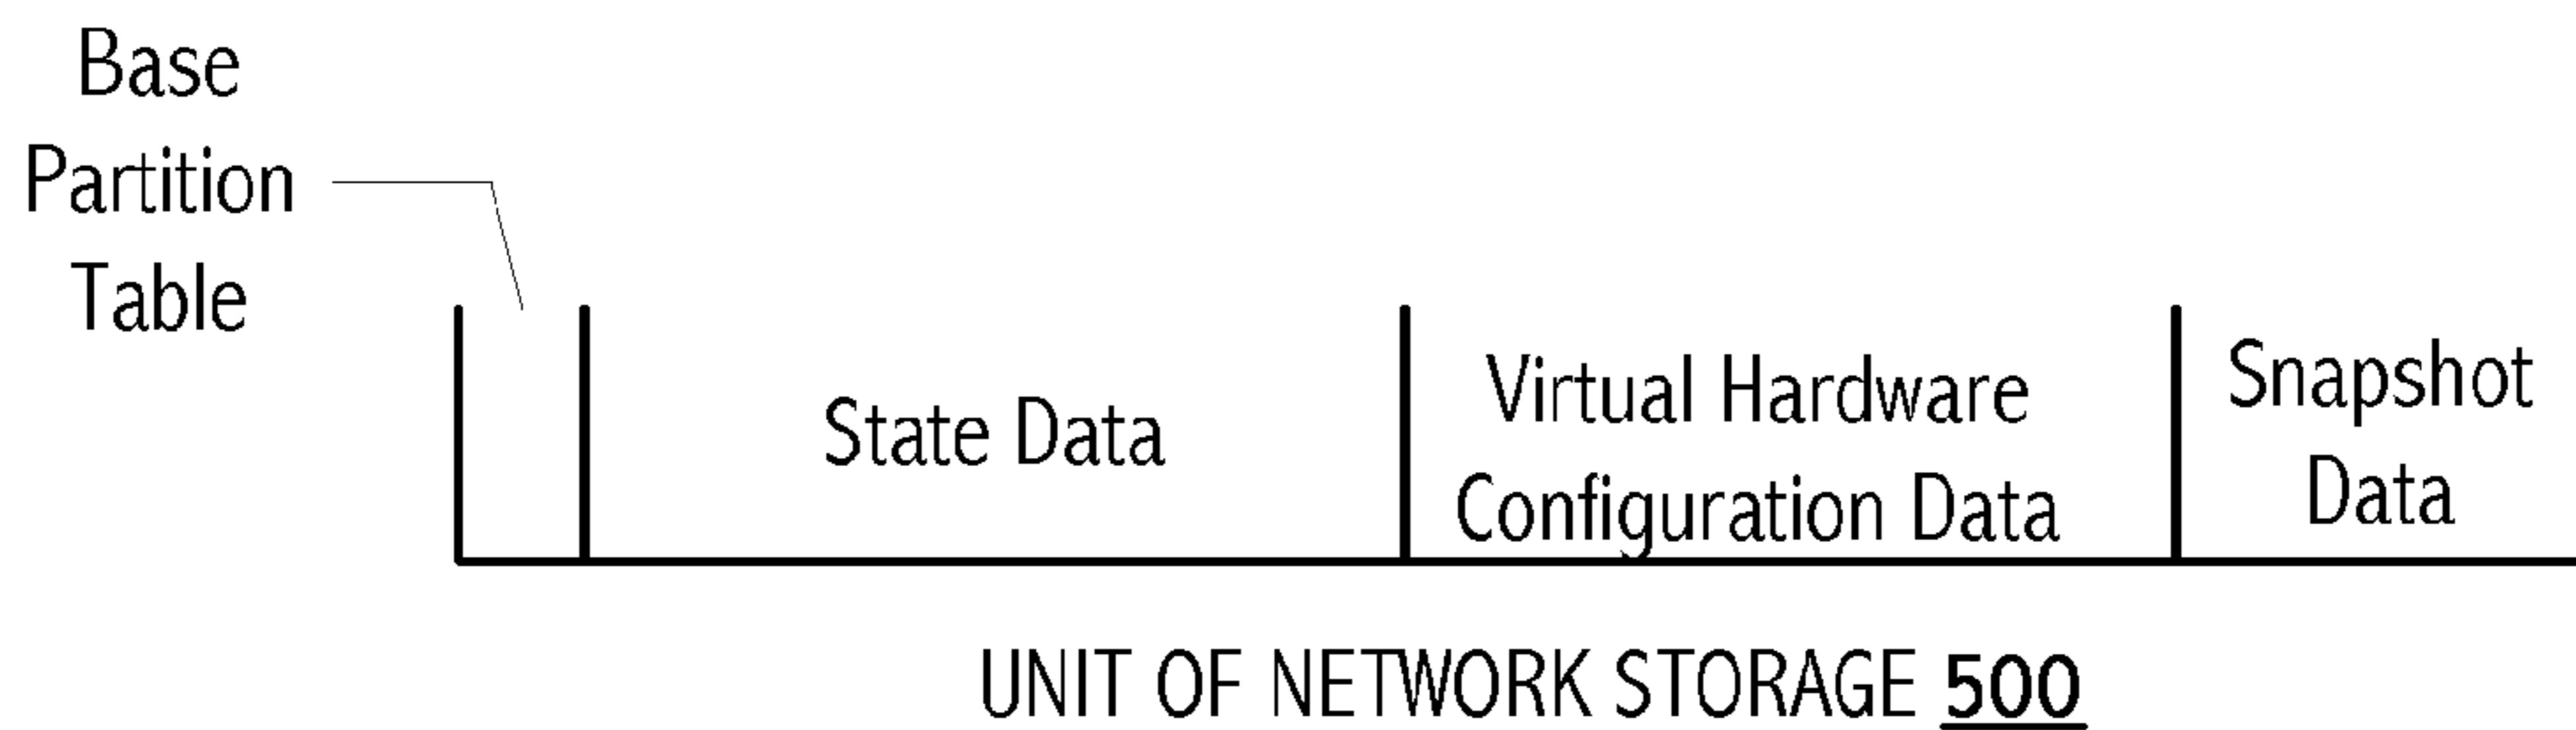 Base
Partition
Table
State Data
Virtual Hardware
Configuration Data
Snapshot
Data
UNIT OF NETWORK STORAGE 500